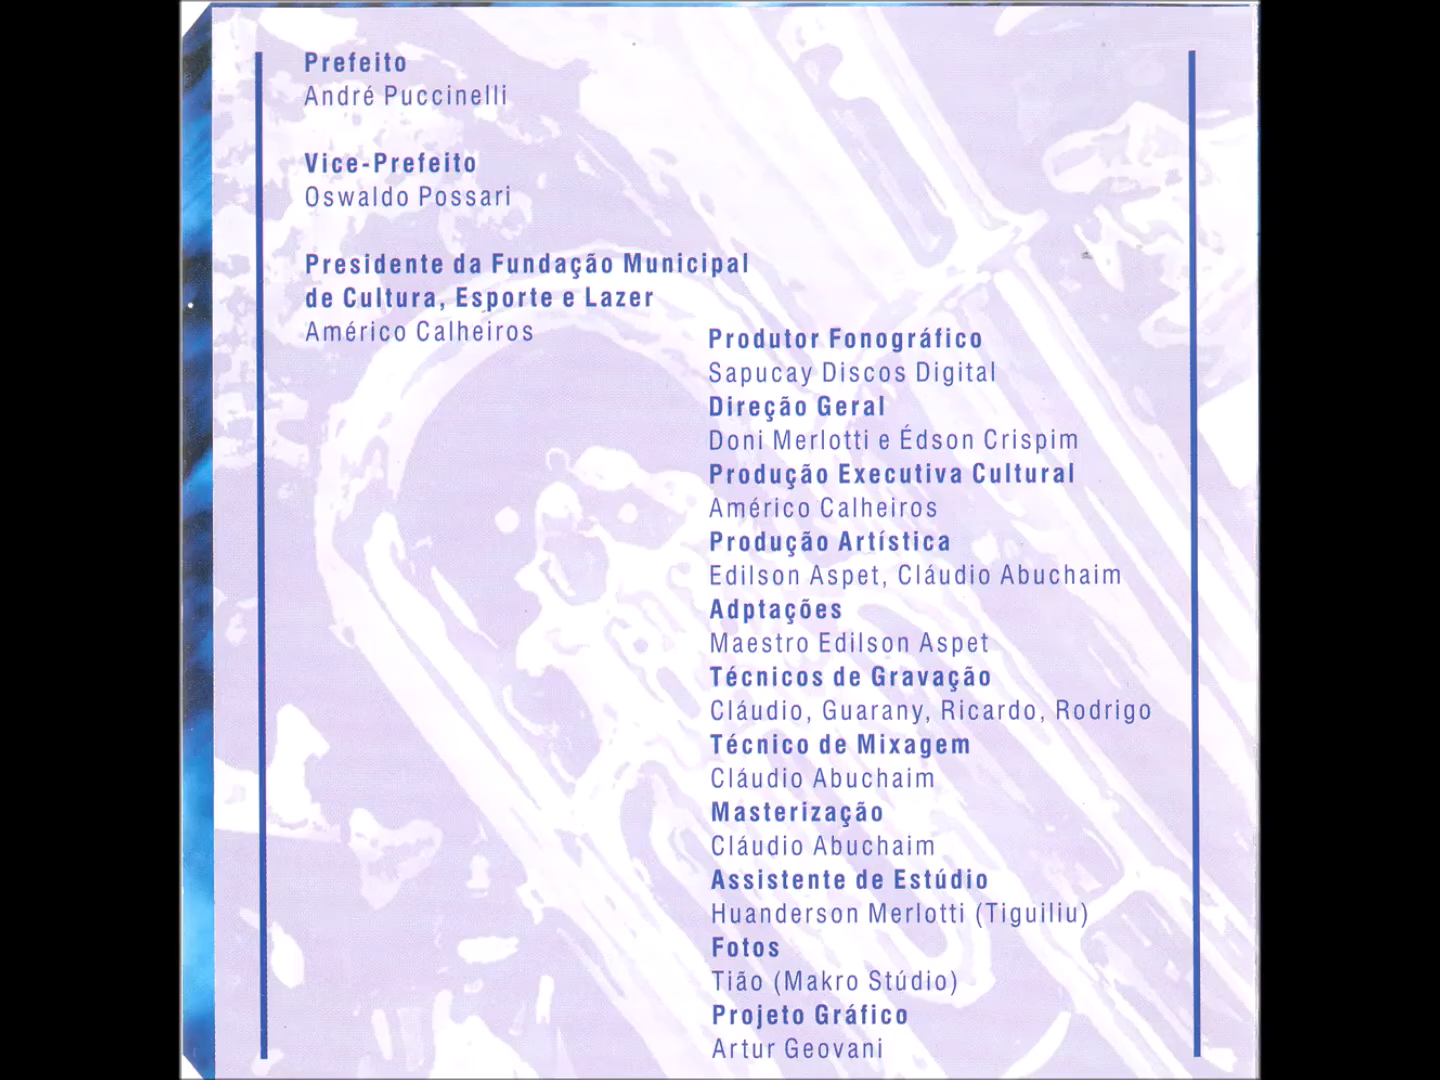 Prefeito
André Puccinelli
Vice-Prefeito
Oswaldo Possari
Presidente da Fundação Municipal
de Cultura, Esporte e Lazer
Américo Calheiros
Produtor Fonográfico
Sapucay Discos Digital
Direção Geral
Doni Merlotti e Édson Crispim
Produção Executiva Cultural
Américo Calheiros
Produção Artística
Edilson Aspet, Cláudio Abuchaim
Adptações
Maestro Edilson Aspet
Técnicos de Gravação
Cláudio, Guarany, Ricardo, Rodrigo
Técnico de Mixagem
Cláudio Abuchaim
Masterização
Cláudio Abuchaim
Assistente de Estúdio
Huanderson Merlotti (Tiguiliu)
Fotos
Tião (Makro Stúdio)
Projeto Gráfico
Artur Geovani